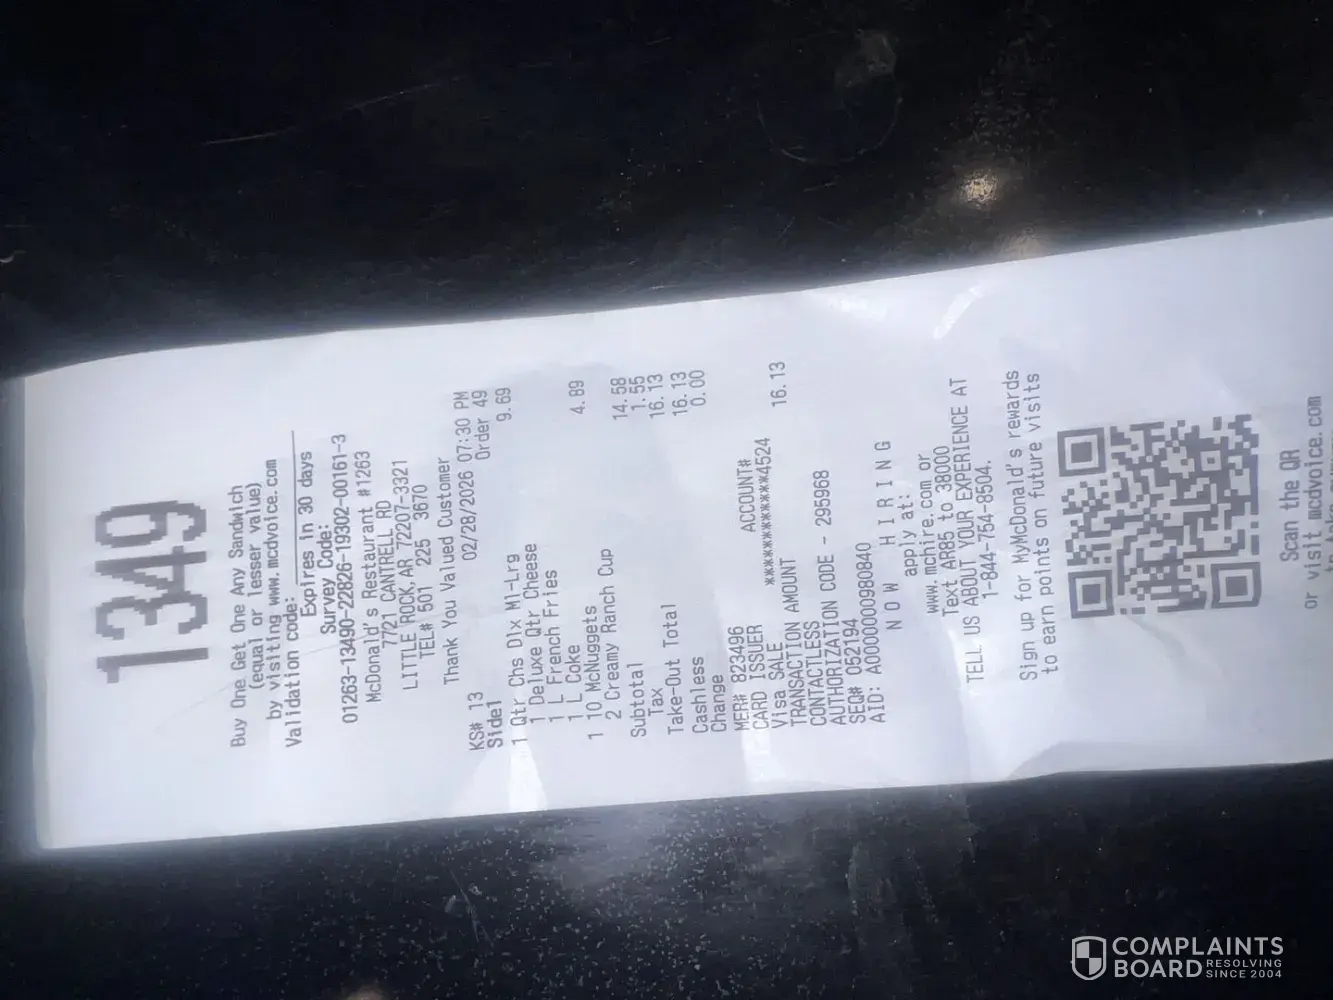 1349
Buy One Get One Any Sandwich
(equal or lesser value)
by visiting www.mcdvoice.com
Validation code:
Expires in 30 days
Survey Code:
01263-13490-22826-19302-00161-3
McDonald's Restaurant #1263
7721 CANTRELL RD
LITTLE ROCK, AR 72207-3321
TEL# 501 225 3670
Thank You Valued Customer
KS# 13 02/28/2026 07:30 PM
Side1 Order 49
1 Qtr Chs Dlx Ml-Lrg 9.69
1 Deluxe Qtr Cheese
1 L French Fries
1 L Coke
1 10 McNuggets 4.89
2 Creamy Ranch Cup
Subtotal 14.58
Tax 1.55
Take-Out Total 16.13
Cashless 16.13
Change 0.00
MER# 823496
CARD ISSUER ACCOUNT#
Visa SALE ************4524
TRANSACTION AMOUNT 16.13
CONTACTLESS
AUTHORIZATION CODE - 295968
SEQ# 052194
AID: A0000000980840
NOW HIRING
apply at:
www.mchire.com or
Text AR85 to 38000
TELL US ABOUT YOUR EXPERIENCE AT
1-844-754-8504.
Sign up for MyMcDonald's rewards
to earn points on future visits
Scan the QR
or visit mcdvoice.com
COMPLAINTS
BOARD RESOLVING
SINCE 2004